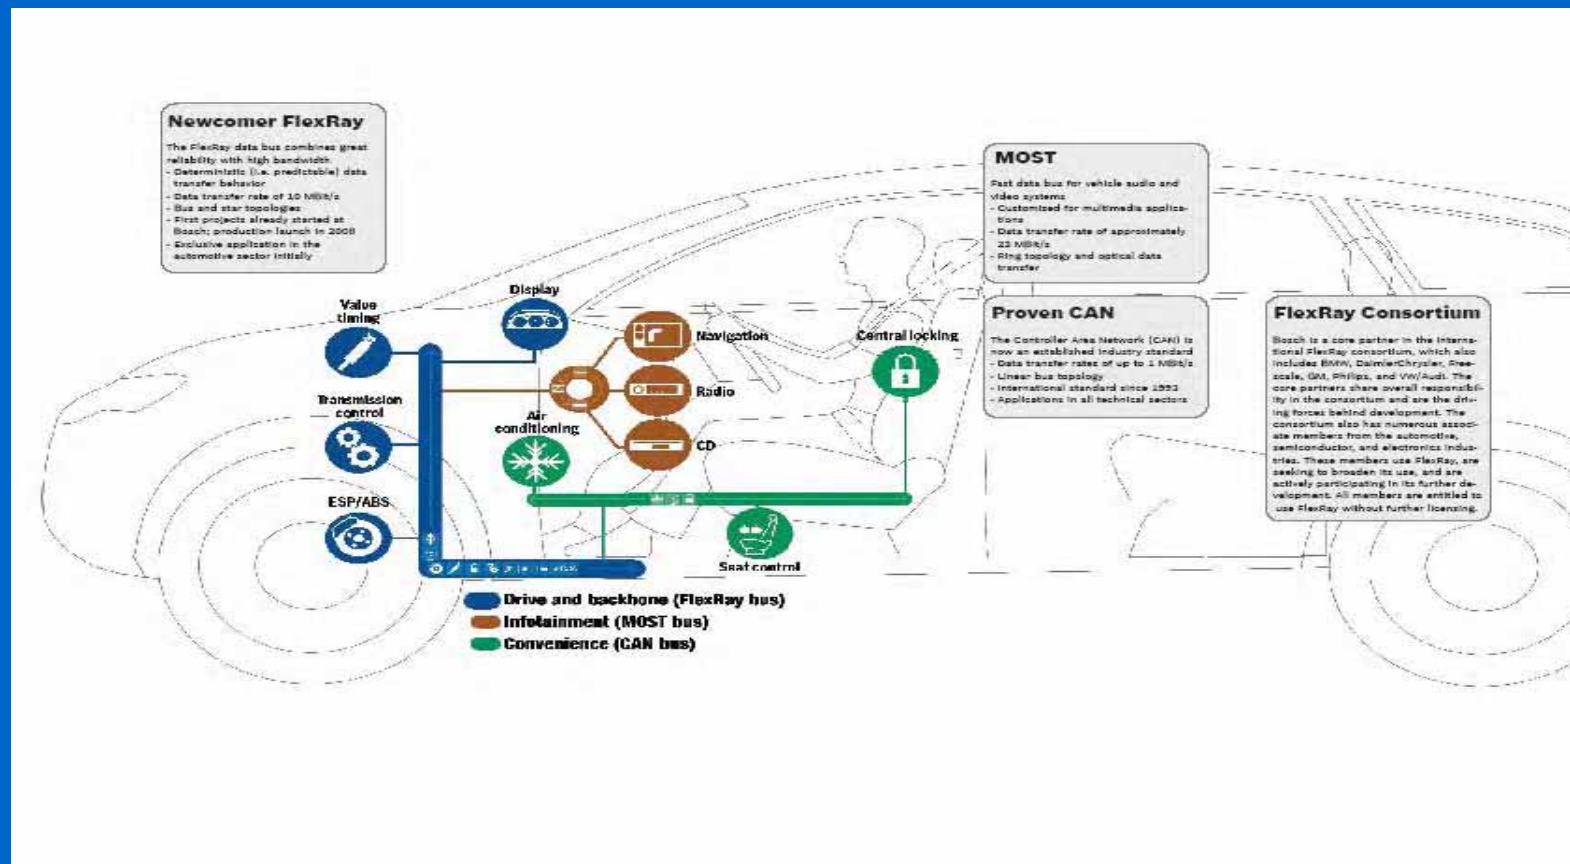 Newcomer FlexRay
The FlexRay data bus combines great
reliability with high bandwidth
- Deterministic (i.e. predictable) data
transfer behavior
- Data transfer rate of 10 MBit/s
- Bus and star topologies
- First projects already started at
Bosch; production launch in 2008
- Exclusive application in the
automotive sector initially
MOST
Fast data bus for vehicle audio and
video systems
- Customized for multimedia applica-
tions
- Data transfer rate of approximately
23 MBit/s
- Ring topology and optical data
transfer
Proven CAN
The Controller Area Network (CAN) is
now an established industry standard
- Data transfer rates of up to 1 MBit/s
- Linear bus topology
- International standard since 1993
- Applications in all technical sectors
FlexRay Consortium
Bosch is a core partner in the interna-
tional FlexRay consortium, which also
includes BMW, DaimlerChrysler, Free-
scale, GM, Philips, and VW/Audi. The
core partners share overall responsibil-
ity in the consortium and are the driv-
ing forces behind development. The
consortium also has numerous associ-
ate members from the automotive,
semiconductor, and electronics indus-
tries. These members use FlexRay, are
seeking to broaden its use, and are
actively participating in its further de-
velopment. All members are entitled to
use FlexRay without further licensing.
Valve
timing
Display
Navigation
Central locking
Transmission
control
Radio
Air
conditioning
CD
ESP/ABS
Seat control
Drive and backbone (FlexRay bus)
Infotainment (MOST bus)
Convenience (CAN bus)